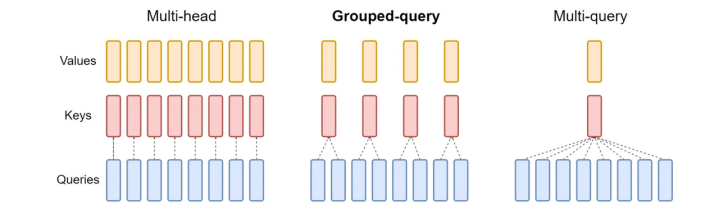 Multi-head
Grouped-query
Multi-query
Values
Keys
Queries